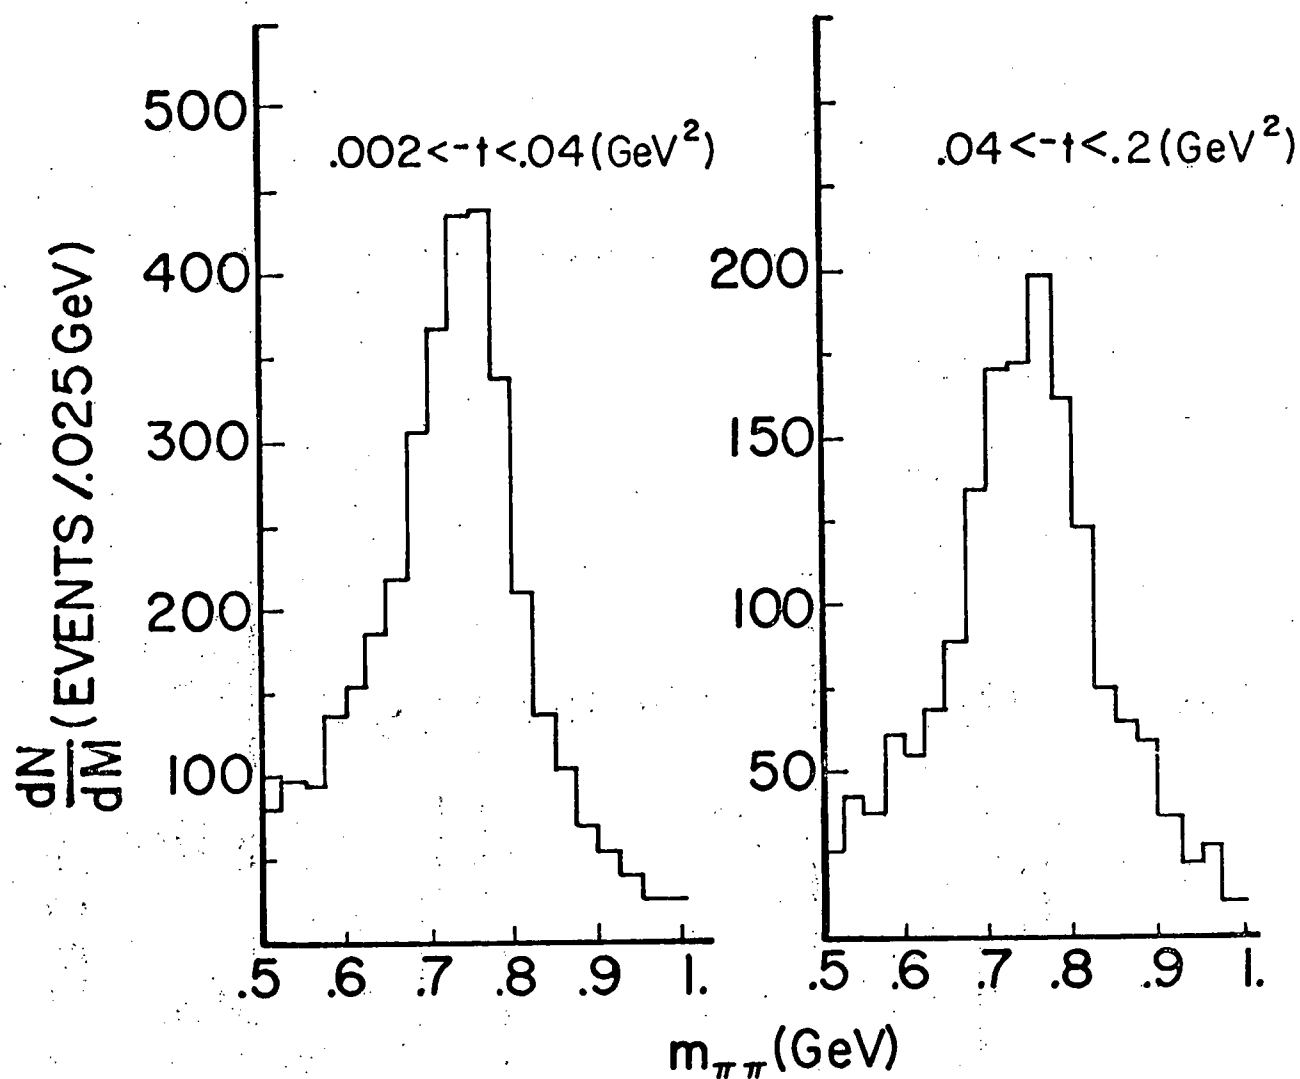 dN/dM (EVENTS /.025 GeV)
500
400
300
200
100
.002<-t<.04 (GeV²)
.5 .6 .7 .8 .9 1.
200
150
100
50
.04<-t<.2 (GeV²)
.5 .6 .7 .8 .9 1.
mππ (GeV)